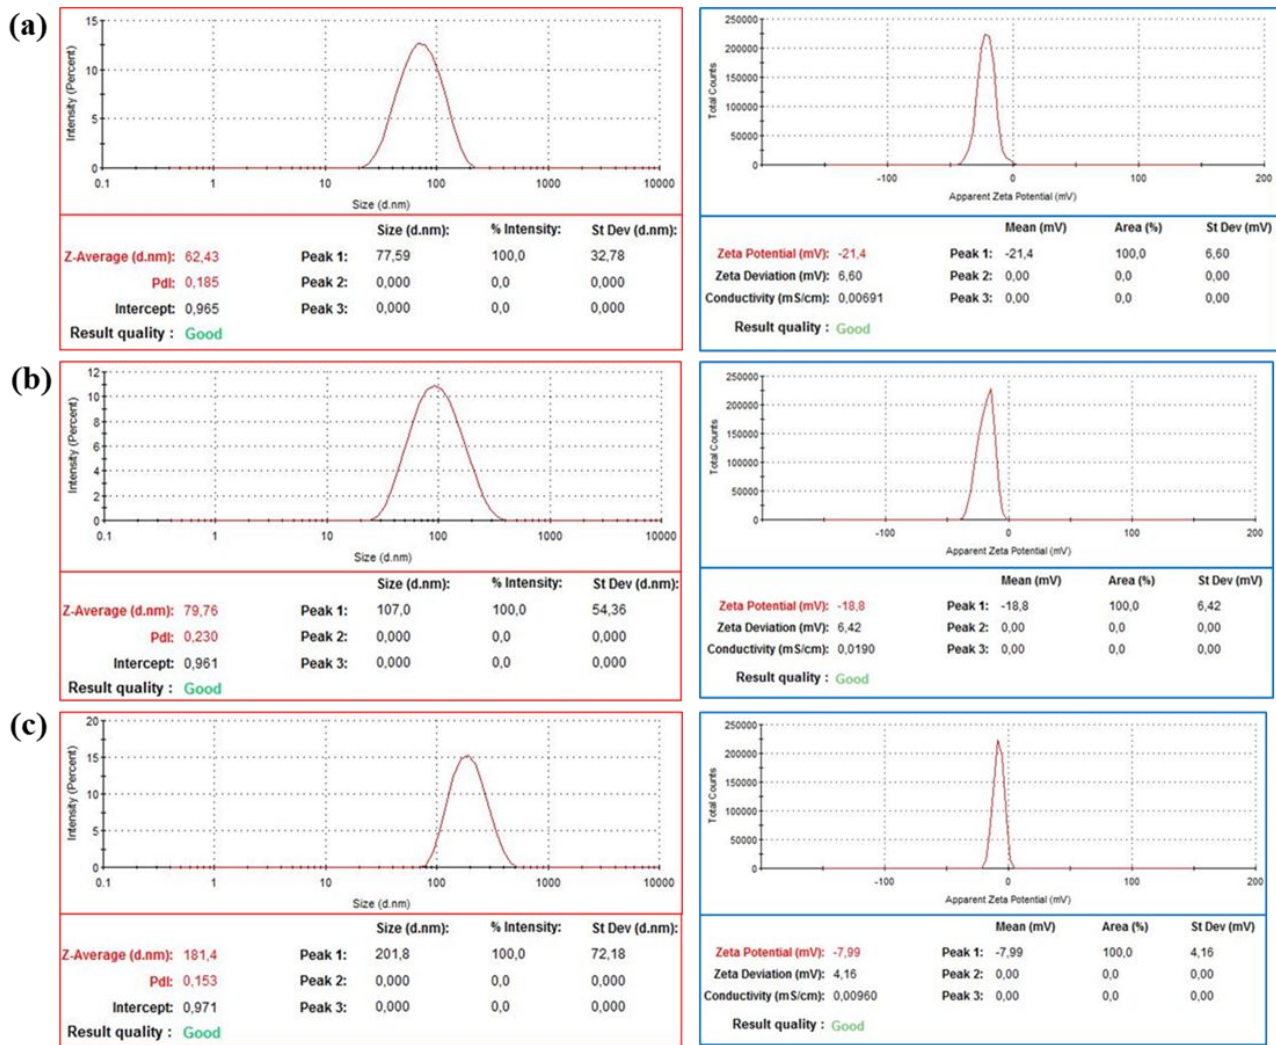 (a)
15
10
5
0
Intensity (Percent)
0.1 1 10 100 1000 10000
Size (d.nm)
Size (d.nm): % Intensity: St Dev (d.nm):
Z-Average (d.nm): 62,43 Peak 1: 77,59 100,0 32,78
PdI: 0,185 Peak 2: 0,000 0,0 0,000
Intercept: 0,965 Peak 3: 0,000 0,0 0,000
Result quality : Good
250000
200000
150000
100000
50000
0
Total Counts
-100 0 100 200
Apparent Zeta Potential (mV)
Mean (mV) Area (%) St Dev (mV)
Zeta Potential (mV): -21,4 Peak 1: -21,4 100,0 6,60
Zeta Deviation (mV): 6,60 Peak 2: 0,00 0,0 0,00
Conductivity (mS/cm): 0,00691 Peak 3: 0,00 0,0 0,00
Result quality : Good
(b)
12
10
8
6
4
2
0
Intensity (Percent)
0.1 1 10 100 1000 10000
Size (d.nm)
Size (d.nm): % Intensity: St Dev (d.nm):
Z-Average (d.nm): 79,76 Peak 1: 107,0 100,0 54,36
PdI: 0,230 Peak 2: 0,000 0,0 0,000
Intercept: 0,961 Peak 3: 0,000 0,0 0,000
Result quality : Good
250000
200000
150000
100000
50000
0
Total Counts
-100 0 100 200
Apparent Zeta Potential (mV)
Mean (mV) Area (%) St Dev (mV)
Zeta Potential (mV): -18,8 Peak 1: -18,8 100,0 6,42
Zeta Deviation (mV): 6,42 Peak 2: 0,00 0,0 0,00
Conductivity (mS/cm): 0,0190 Peak 3: 0,00 0,0 0,00
Result quality : Good
(c)
20
15
10
5
0
Intensity (Percent)
0.1 1 10 100 1000 10000
Size (d.nm)
Size (d.nm): % Intensity: St Dev (d.nm):
Z-Average (d.nm): 181,4 Peak 1: 201,8 100,0 72,18
PdI: 0,153 Peak 2: 0,000 0,0 0,000
Intercept: 0,971 Peak 3: 0,000 0,0 0,000
Result quality : Good
250000
200000
150000
100000
50000
0
Total Counts
-100 0 100 200
Apparent Zeta Potential (mV)
Mean (mV) Area (%) St Dev (mV)
Zeta Potential (mV): -7,99 Peak 1: -7,99 100,0 4,16
Zeta Deviation (mV): 4,16 Peak 2: 0,00 0,0 0,00
Conductivity (mS/cm): 0,00960 Peak 3: 0,00 0,0 0,00
Result quality : Good